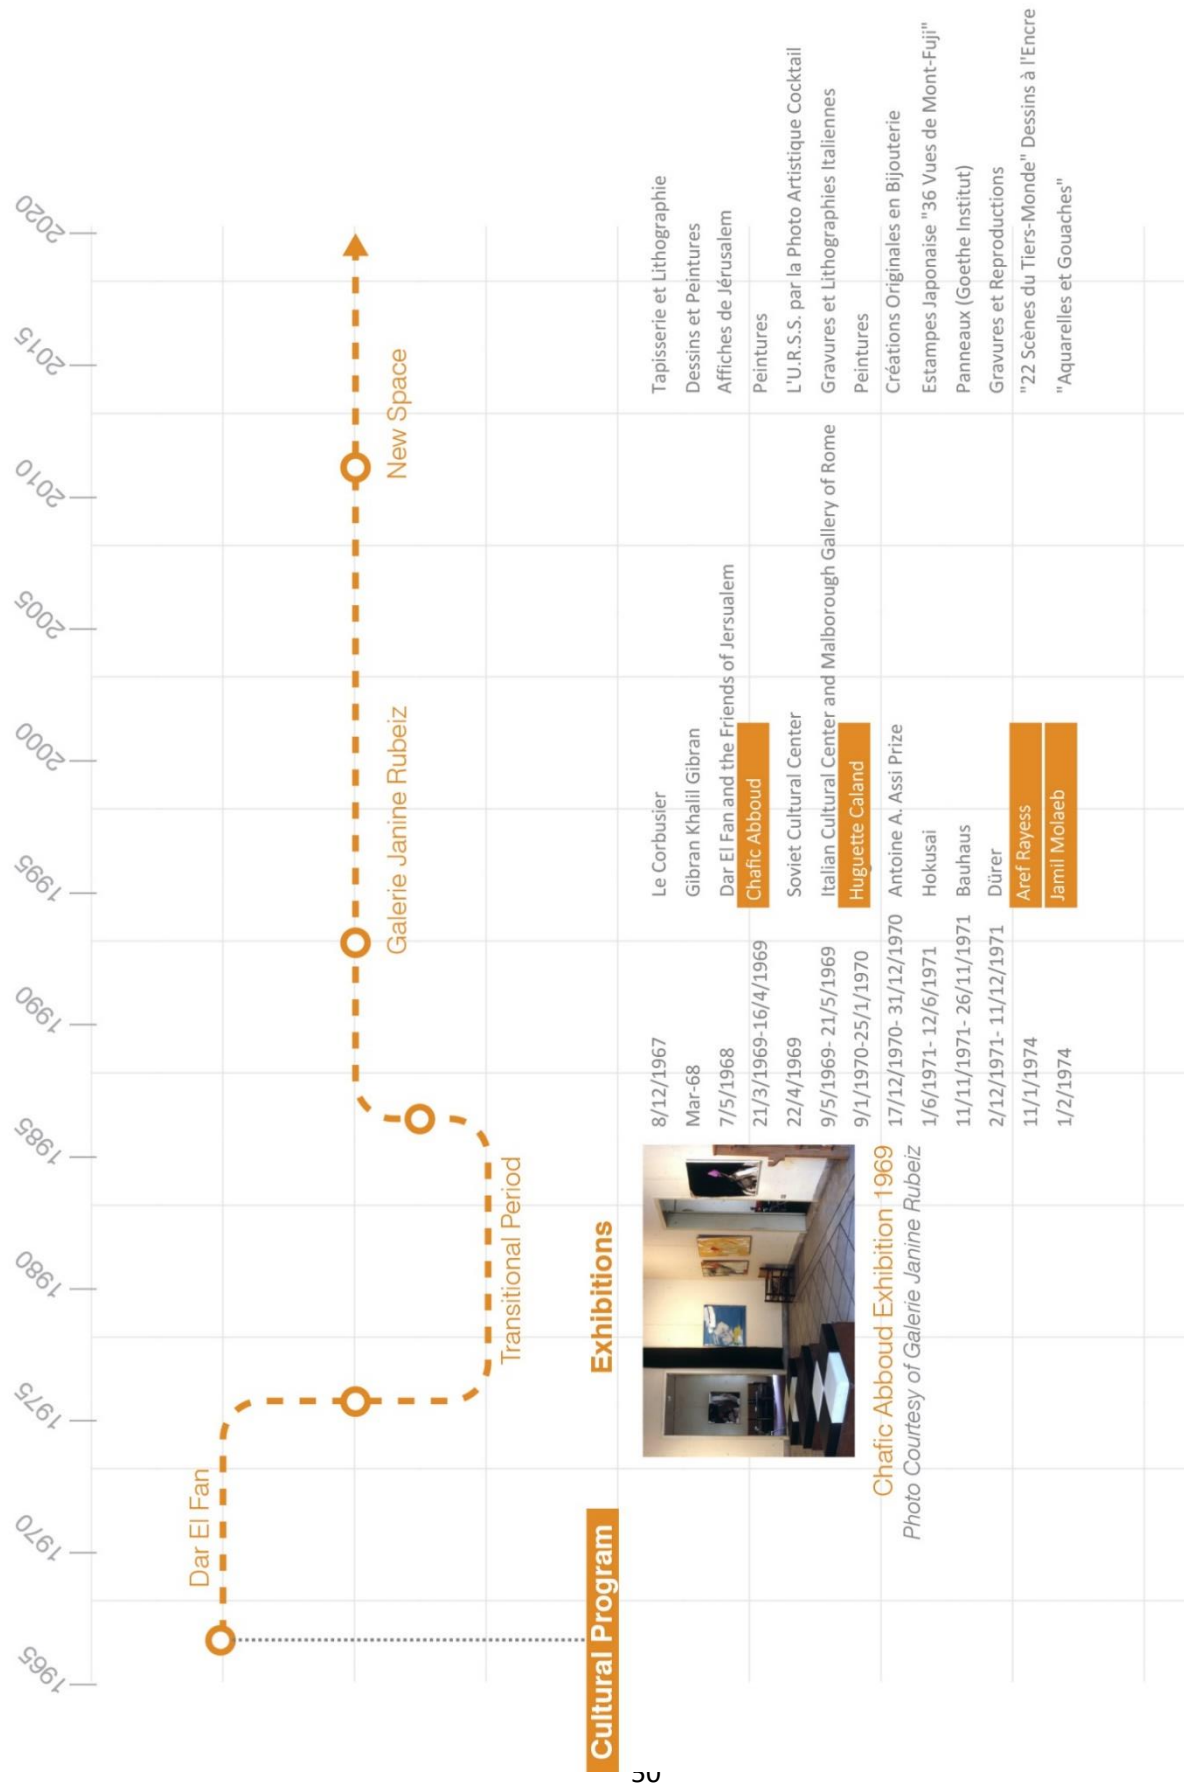 1965 1970 1975 1980 1985 1990 1995 2000 2005 2010 2015 2020
Dar El Fan
Transitional Period
Galerie Janine Rubeiz
New Space
Cultural Program
Exhibitions
8/12/1967 Le Corbusier Tapisserie et Lithographie
Mar-68 Gibran Khalil Gibran Dessins et Peintures
7/5/1968 Dar El Fan and the Friends of Jersualem Affiches de Jérusalem
21/3/1969-16/4/1969 Chafic Abboud Peintures
22/4/1969 Soviet Cultural Center L'U.R.S.S. par la Photo Artistique Cocktail
9/5/1969- 21/5/1969 Italian Cultural Center and Malborough Gallery of Rome Gravures et Lithographies Italiennes
9/1/1970-25/1/1970 Huguette Caland Peintures
17/12/1970- 31/12/1970 Antoine A. Assi Prize Créations Originales en Bijouterie
1/6/1971- 12/6/1971 Hokusai Estampes Japonaise "36 Vues de Mont-Fuji"
11/11/1971- 26/11/1971 Bauhaus Panneaux (Goethe Institut)
2/12/1971- 11/12/1971 Dürer Gravures et Reproductions
11/1/1974 Aref Rayess "22 Scènes du Tiers-Monde" Dessins à l'Encre
1/2/1974 Jamil Molaeb "Aquarelles et Gouaches"
Chafic Abboud Exhibition 1969
Photo Courtesy of Galerie Janine Rubeiz
50